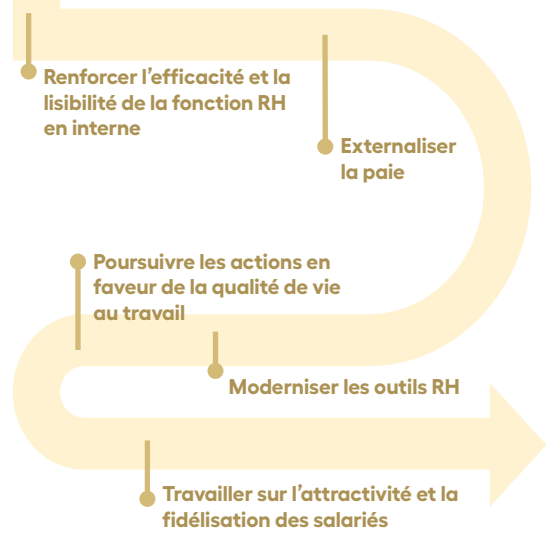 Renforcer l’efficacité et la
lisibilité de la fonction RH
en interne
Externaliser
la paie
Poursuivre les actions en
faveur de la qualité de vie
au travail
Moderniser les outils RH
Travailler sur l’attractivité et la
fidélisation des salariés